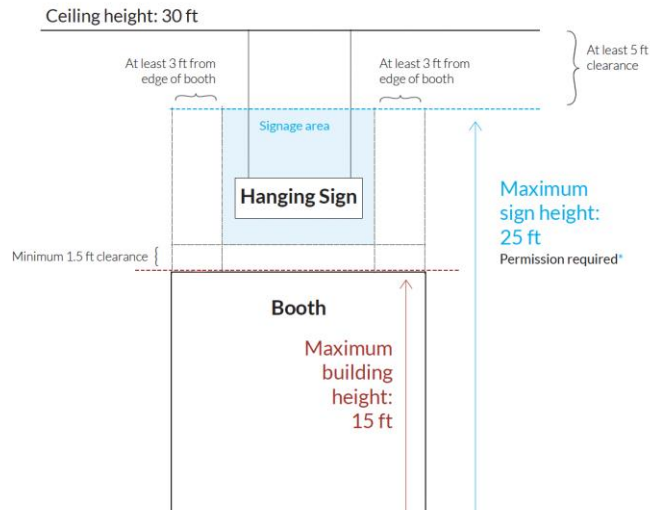 Ceiling height: 30 ft
At least 3 ft from
edge of booth
At least 3 ft from
edge of booth
At least 5 ft
clearance
Signage area
Hanging Sign
Maximum
sign height:
25 ft
Permission required*
Minimum 1.5 ft clearance
Booth
Maximum
building
height:
15 ft